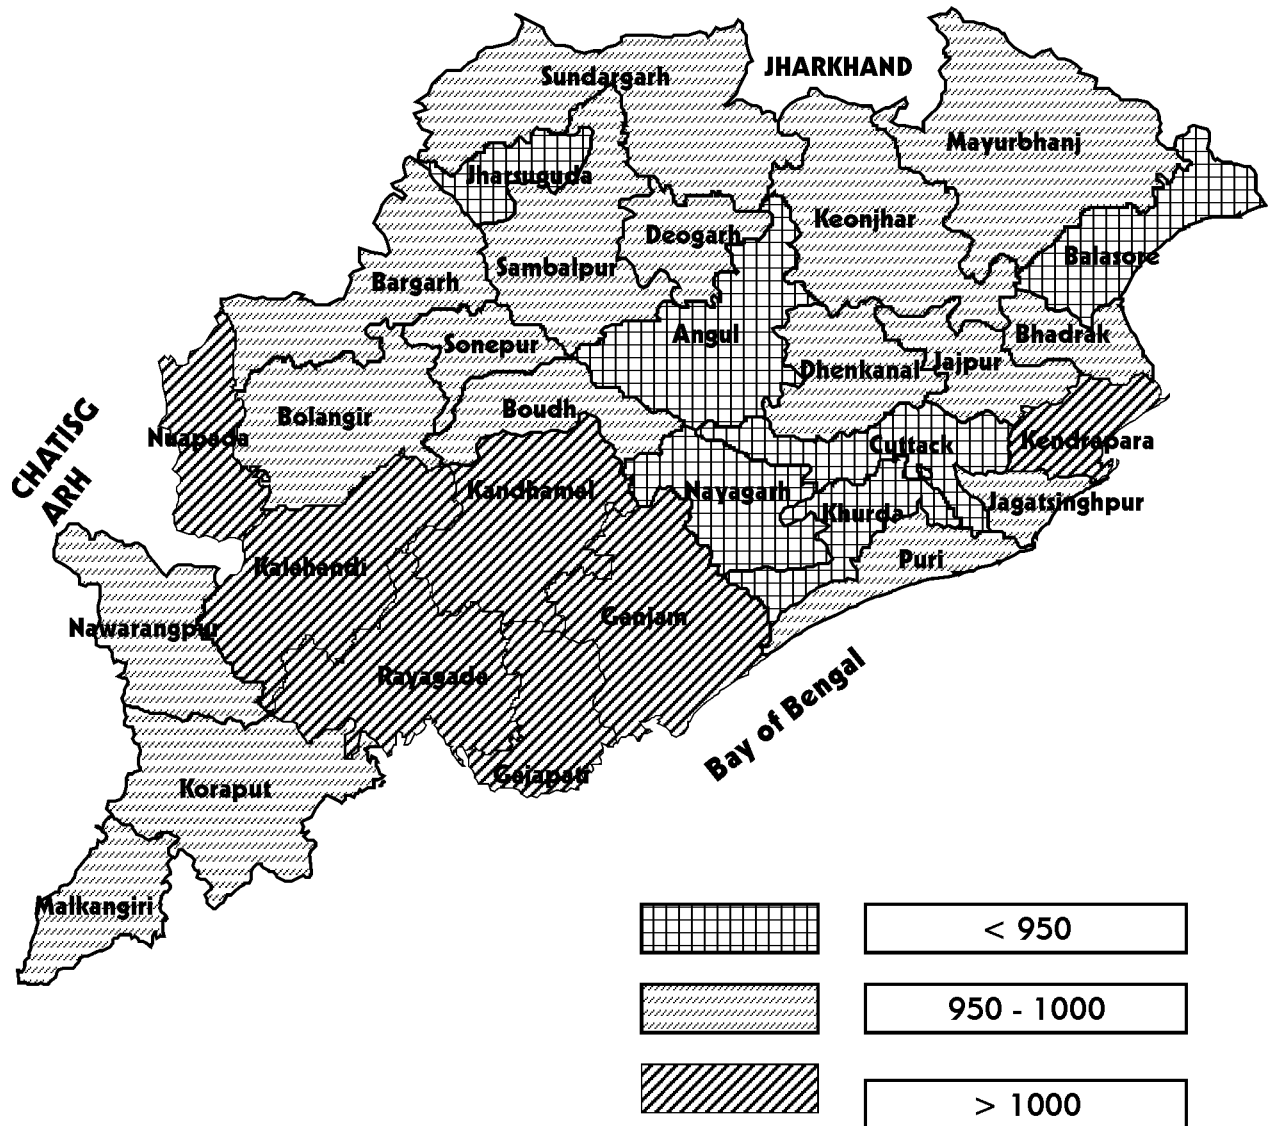 Sundargarh
JHARKHAND
Mayurbhanj
Jharsuguda
Keonjhar
Deogarh
Balasore
Sambalpur
Bargarh
Angul
Bhadrak
Sonepur
Jajpur
Dhenkanal
Boudh
Bolangir
CHATISG
ARH
Nuapada
Cuttack
Kendrapara
Kandhamal
Nayagarh
Jagatsinghpur
Khurda
Puri
Kalahandi
Ganjam
Nawarangpur
Rayagada
Bay of Bengal
Gajapati
Koraput
Malkangiri
< 950
950 - 1000
> 1000